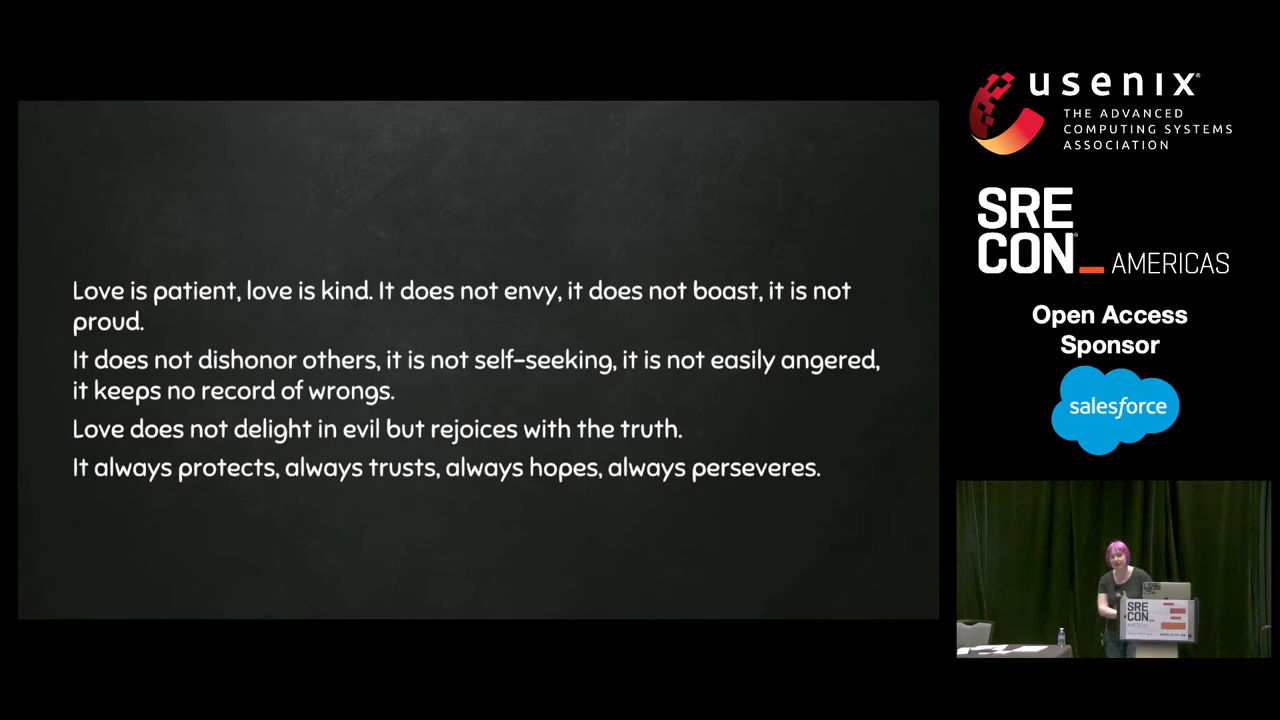 Love is patient, love is kind. It does not envy, it does not boast, it is not
proud.
It does not dishonor others, it is not self-seeking, it is not easily angered,
it keeps no record of wrongs.
Love does not delight in evil but rejoices with the truth.
It always protects, always trusts, always hopes, always perseveres.
usenix®
THE ADVANCED
COMPUTING SYSTEMS
ASSOCIATION
SRE
CON® AMERICAS
Open Access
Sponsor
salesforce
SRE
CON
AMERICAS